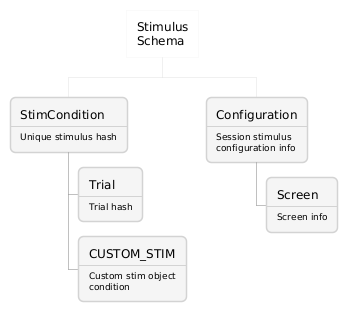 Stimulus
Schema
StimCondition
Unique stimulus hash
Configuration
Session stimulus
configuration info
Trial
Trial hash
Screen
Screen info
CUSTOM_STIM
Custom stim object
condition